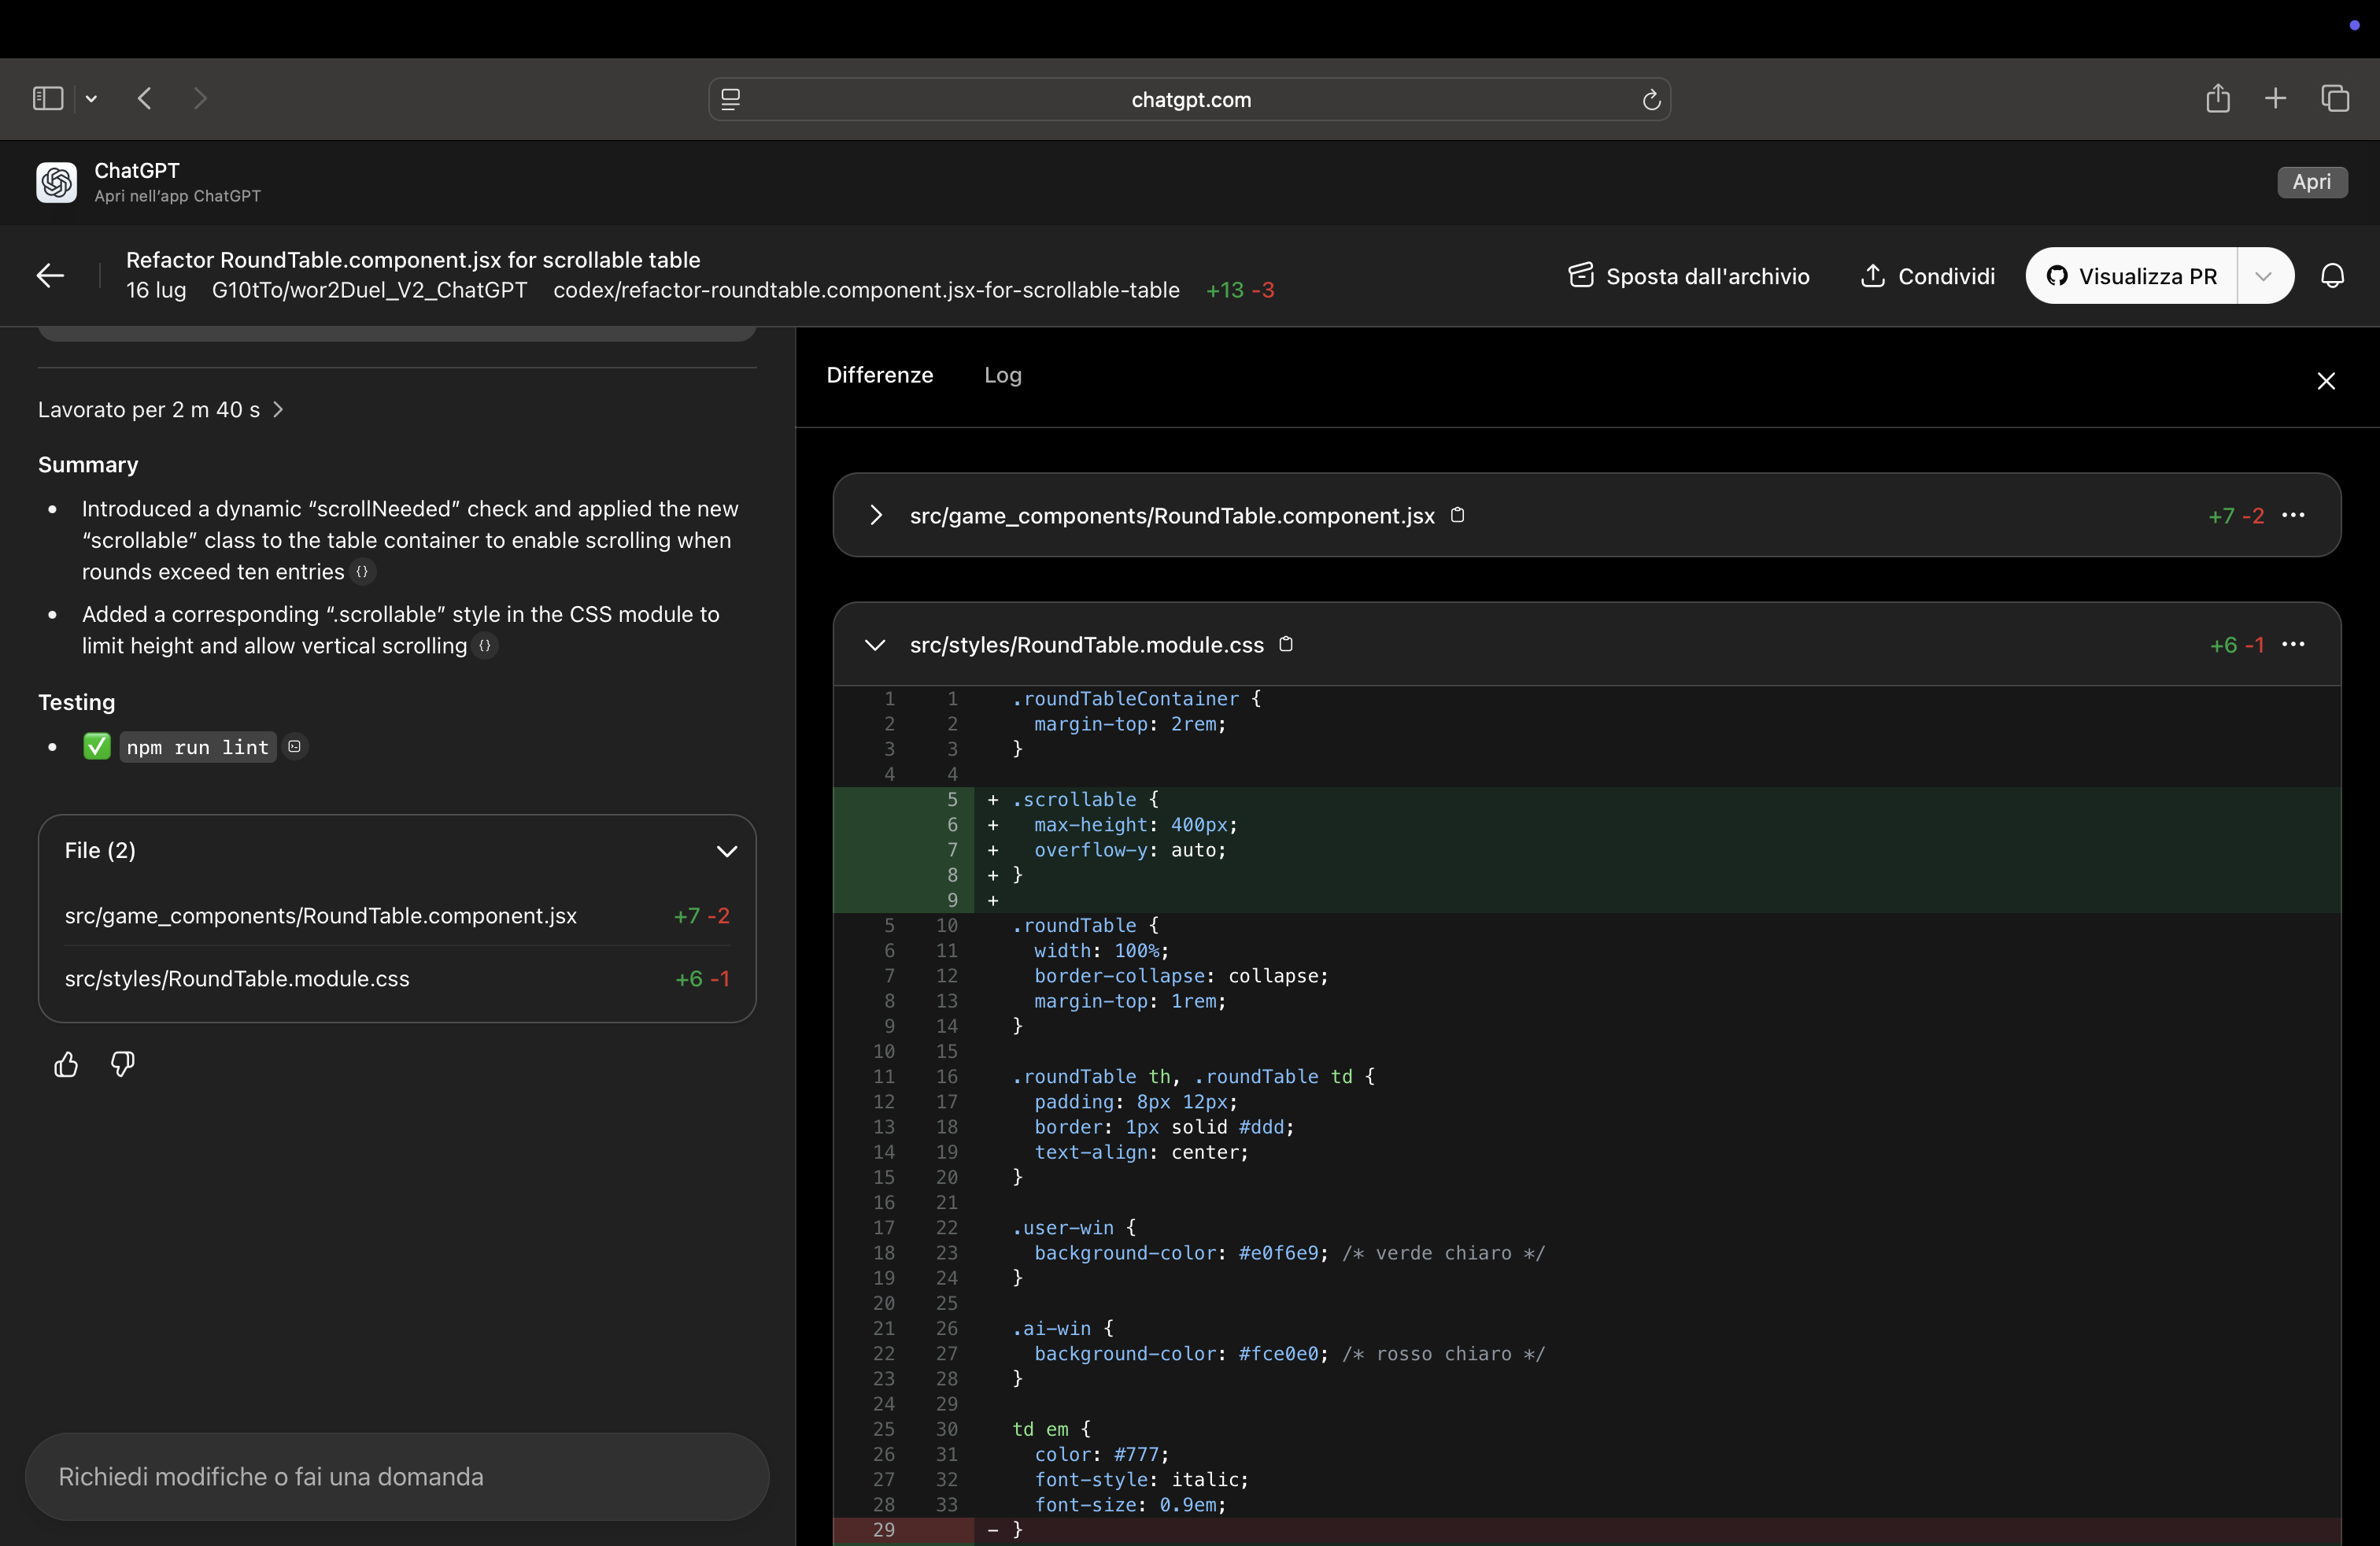 chatgpt.com
ChatGPT
Apri nell'app ChatGPT
Apri
Refactor RoundTable.component.jsx for scrollable table
16 lug G10tTo/wor2Duel_V2_ChatGPT codex/refactor-roundtable.component.jsx-for-scrollable-table +13 -3
Sposta dall'archivio
Condividi
Visualizza PR
Lavorato per 2 m 40 s
Summary
• Introduced a dynamic “scrollNeeded” check and applied the new
“scrollable” class to the table container to enable scrolling when
rounds exceed ten entries {}
• Added a corresponding “.scrollable” style in the CSS module to
limit height and allow vertical scrolling {}
Testing
• ✅ npm run lint
File (2)
src/game_components/RoundTable.component.jsx +7 -2
src/styles/RoundTable.module.css +6 -1
Richiedi modifiche o fai una domanda
Differenze Log
src/game_components/RoundTable.component.jsx +7 -2
src/styles/RoundTable.module.css +6 -1
1 1 .roundTableContainer {
2 2 margin-top: 2rem;
3 3 }
4 4
5 + .scrollable {
6 + max-height: 400px;
7 + overflow-y: auto;
8 + }
9 +
5 10 .roundTable {
6 11 width: 100%;
7 12 border-collapse: collapse;
8 13 margin-top: 1rem;
9 14 }
10 15
11 16 .roundTable th, .roundTable td {
12 17 padding: 8px 12px;
13 18 border: 1px solid #ddd;
14 19 text-align: center;
15 20 }
16 21
17 22 .user-win {
18 23 background-color: #e0f6e9; /* verde chiaro */
19 24 }
20 25
21 26 .ai-win {
22 27 background-color: #fce0e0; /* rosso chiaro */
23 28 }
24 29
25 30 td em {
26 31 color: #777;
27 32 font-style: italic;
28 33 font-size: 0.9em;
29 - }